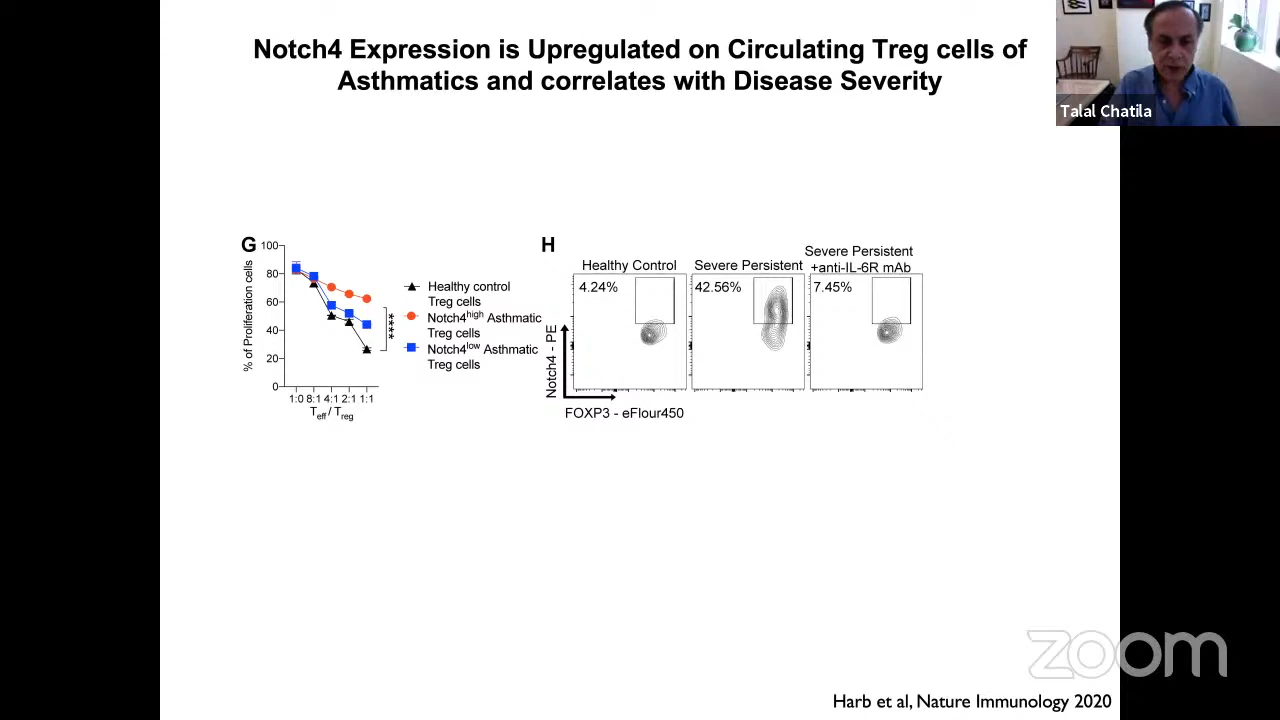 Notch4 Expression is Upregulated on Circulating Treg cells of
Asthmatics and correlates with Disease Severity
Talal Chatila
G
100
80
60
40
20
0
% of Proliferation cells
1:0 8:1 4:1 2:1 1:1
Teff / Treg
Healthy control
Treg cells
Notch4high Asthmatic
Treg cells
Notch4low Asthmatic
Treg cells
****
H
Healthy Control
Severe Persistent
Severe Persistent
+anti-IL-6R mAb
4.24%
42.56%
7.45%
Notch4 - PE
FOXP3 - eFlour450
zoom
Harb et al, Nature Immunology 2020